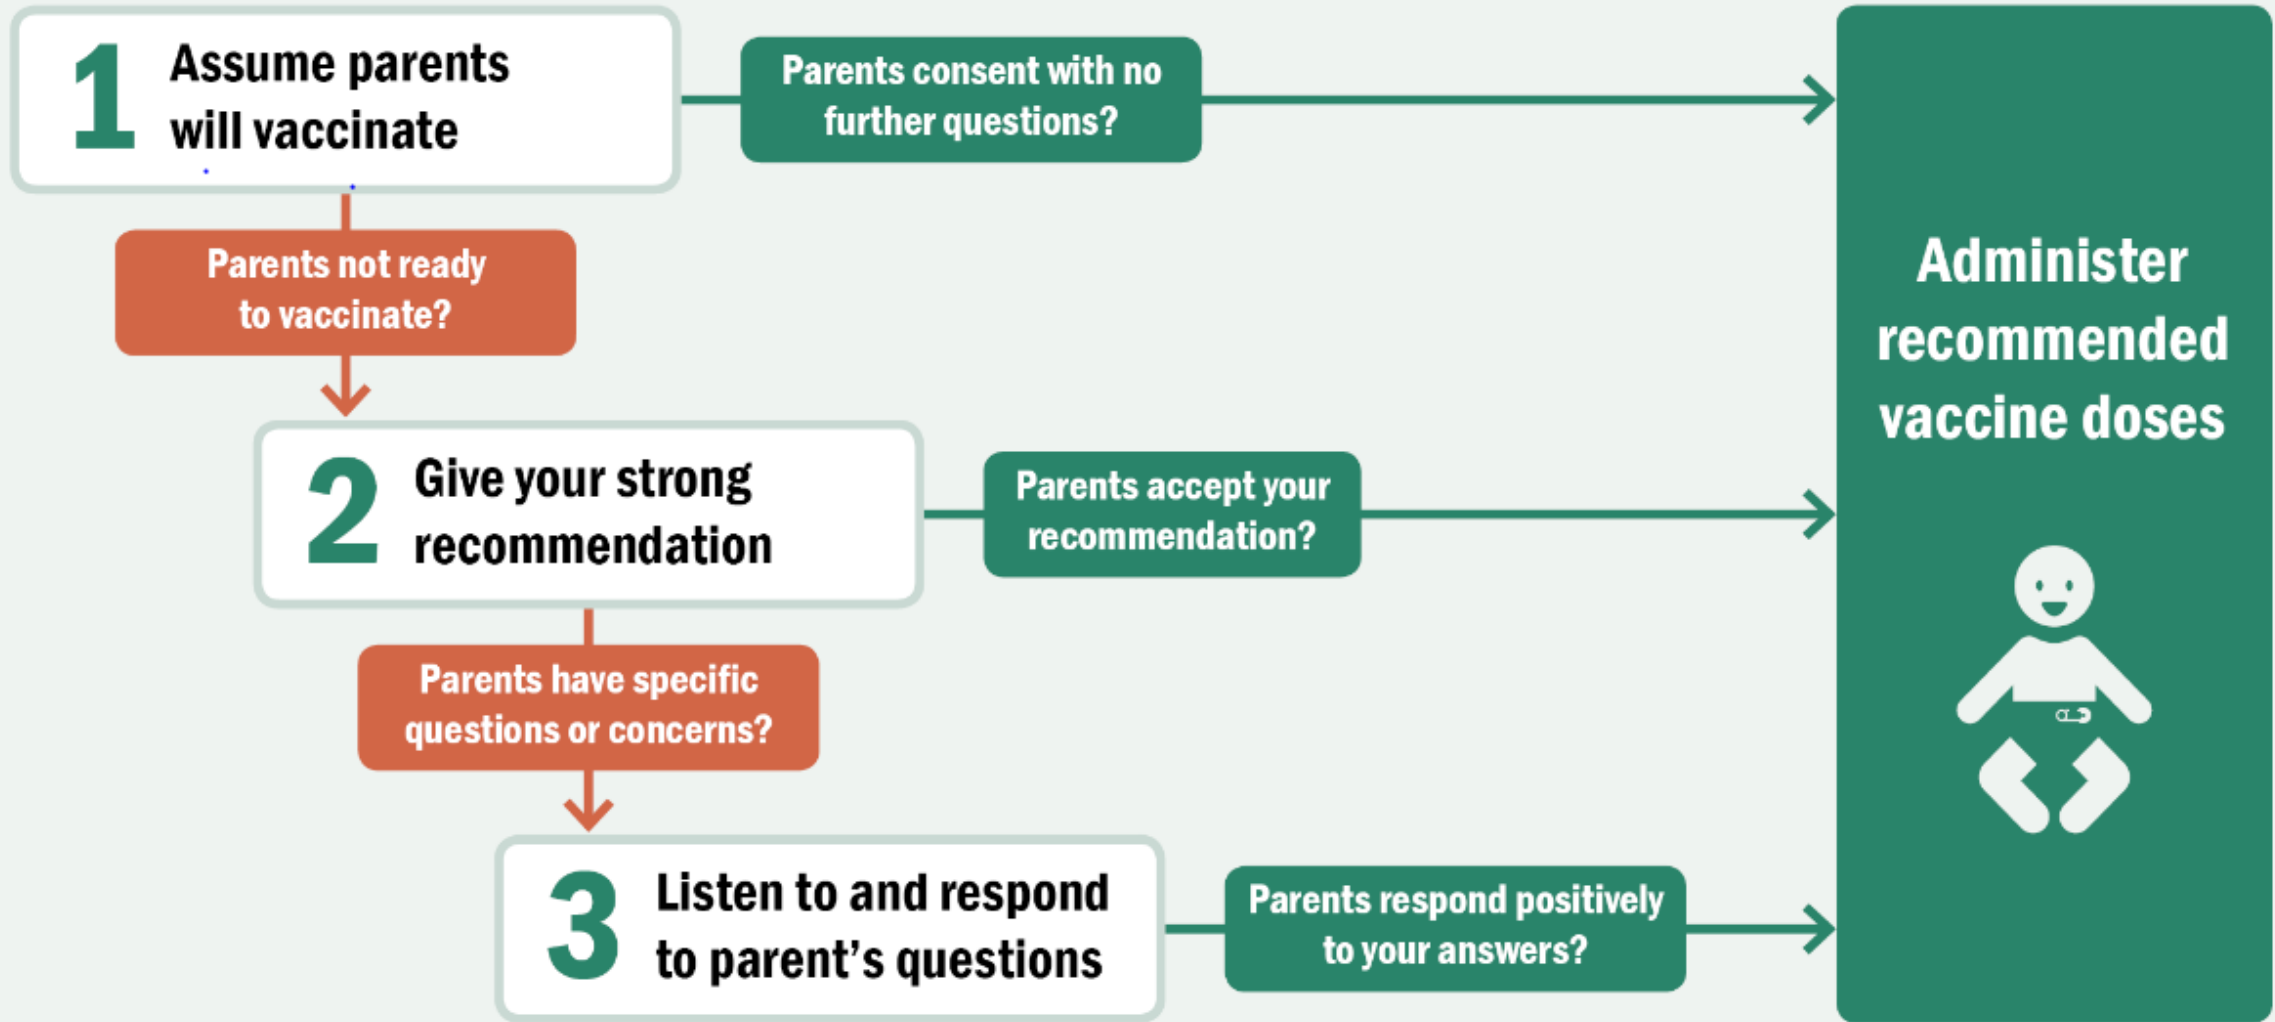 1
Assume parents
will vaccinate
Parents consent with no
further questions?
Parents not ready
to vaccinate?
2
Give your strong
recommendation
Parents accept your
recommendation?
Parents have specific
questions or concerns?
3
Listen to and respond
to parent’s questions
Parents respond positively
to your answers?
Administer
recommended
vaccine doses